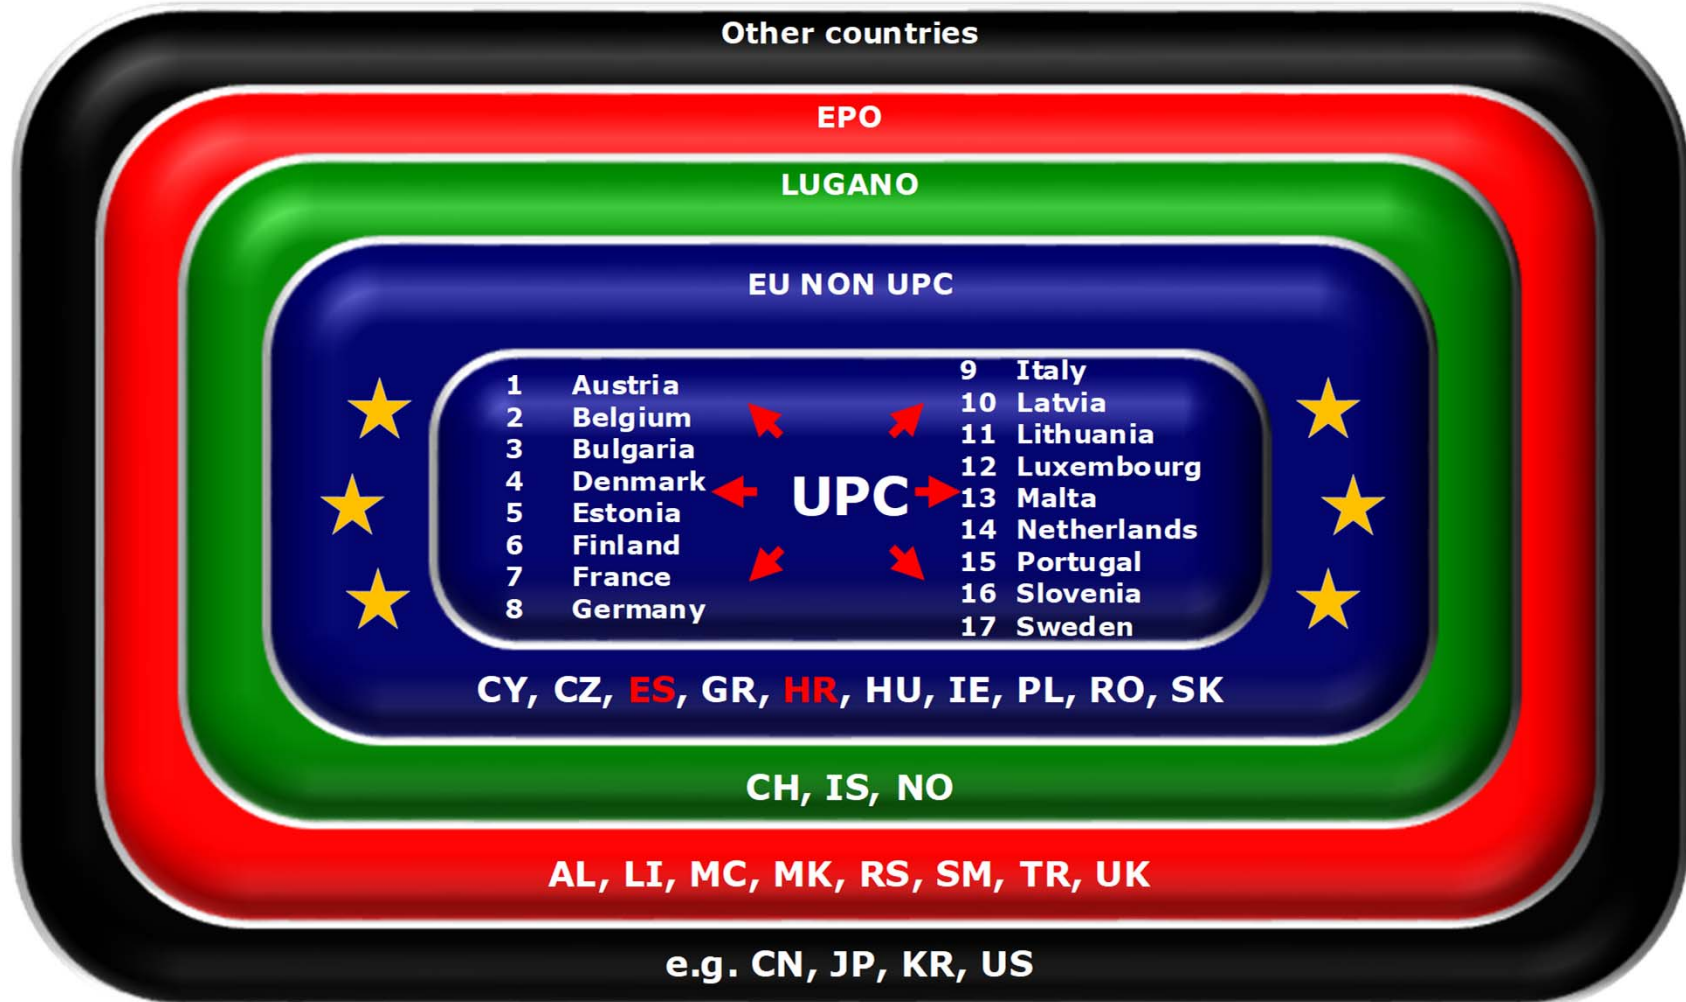 Other countries
EPO
LUGANO
EU NON UPC
1 Austria
2 Belgium
3 Bulgaria
4 Denmark
5 Estonia
6 Finland
7 France
8 Germany
UPC
9 Italy
10 Latvia
11 Lithuania
12 Luxembourg
13 Malta
14 Netherlands
15 Portugal
16 Slovenia
17 Sweden
CY, CZ, ES, GR, HR, HU, IE, PL, RO, SK
CH, IS, NO
AL, LI, MC, MK, RS, SM, TR, UK
e.g. CN, JP, KR, US